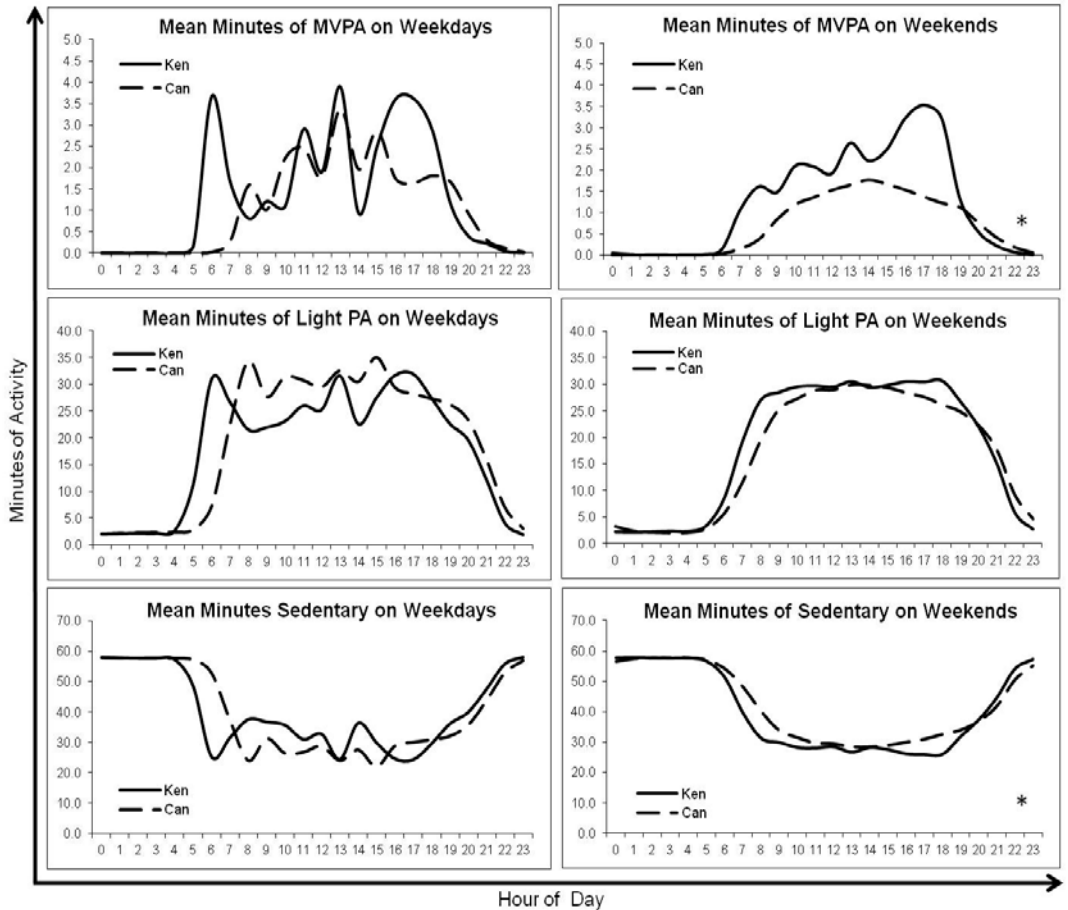 Minutes of Activity
Mean Minutes of MVPA on Weekdays
5.0
4.5
4.0
3.5
3.0
2.5
2.0
1.5
1.0
0.5
0.0
Ken
Can
0 1 2 3 4 5 6 7 8 9 10 11 12 13 14 15 16 17 18 19 20 21 22 23
Mean Minutes of MVPA on Weekends
5.0
4.5
4.0
3.5
3.0
2.5
2.0
1.5
1.0
0.5
0.0
Ken
Can
*
0 1 2 3 4 5 6 7 8 9 10 11 12 13 14 15 16 17 18 19 20 21 22 23
Mean Minutes of Light PA on Weekdays
40.0
35.0
30.0
25.0
20.0
15.0
10.0
5.0
0.0
Ken
Can
0 1 2 3 4 5 6 7 8 9 10 11 12 13 14 15 16 17 18 19 20 21 22 23
Mean Minutes of Light PA on Weekends
40.0
35.0
30.0
25.0
20.0
15.0
10.0
5.0
0.0
Ken
Can
0 1 2 3 4 5 6 7 8 9 10 11 12 13 14 15 16 17 18 19 20 21 22 23
Mean Minutes Sedentary on Weekdays
70.0
60.0
50.0
40.0
30.0
20.0
10.0
0.0
Ken
Can
0 1 2 3 4 5 6 7 8 9 10 11 12 13 14 15 16 17 18 19 20 21 22 23
Mean Minutes of Sedentary on Weekends
70.0
60.0
50.0
40.0
30.0
20.0
10.0
0.0
Ken
Can
*
0 1 2 3 4 5 6 7 8 9 10 11 12 13 14 15 16 17 18 19 20 21 22 23
Hour of Day